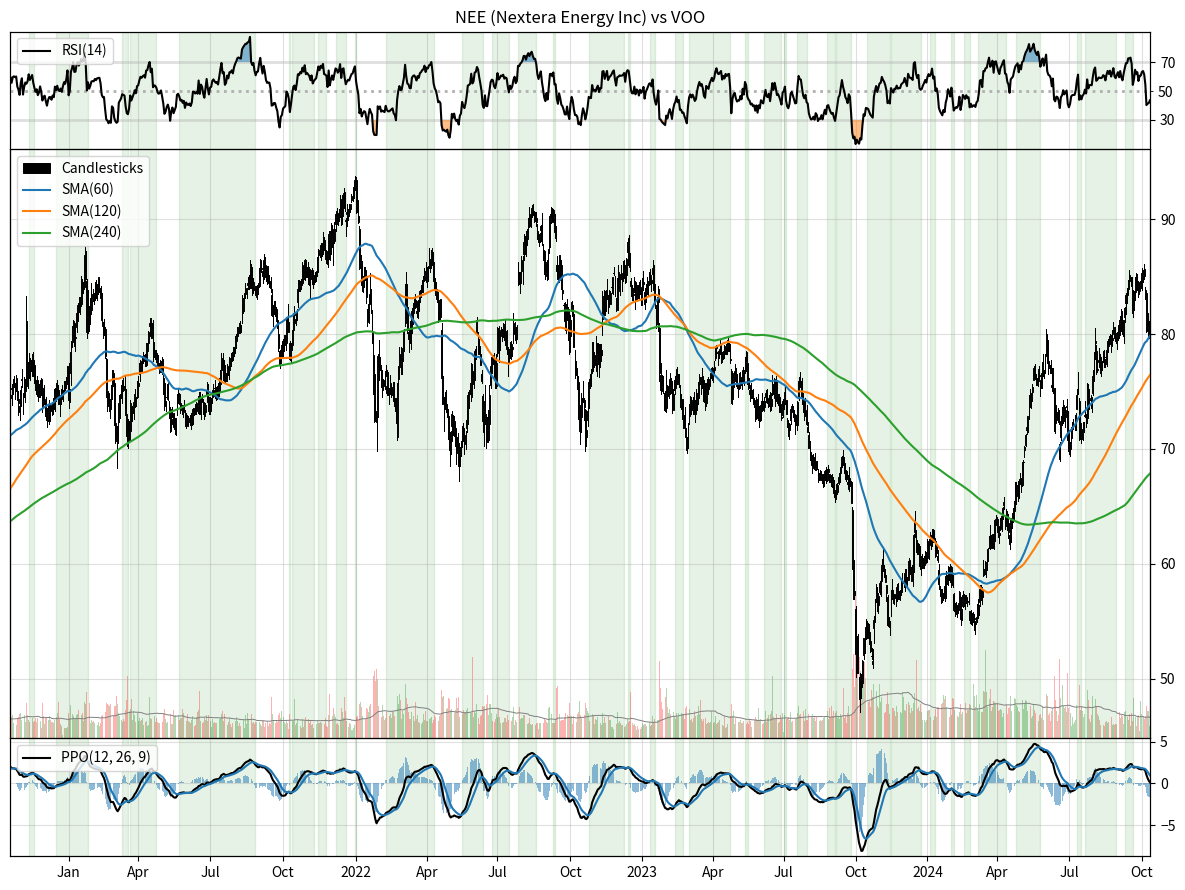 NEE (Nextera Energy Inc) vs VOO
RSI(14)
70
50
30
Candlesticks
SMA(60)
SMA(120)
SMA(240)
90
80
70
60
50
PPO(12, 26, 9)
5
0
−5
Jan Apr Jul Oct 2022 Apr Jul Oct 2023 Apr Jul Oct 2024 Apr Jul Oct